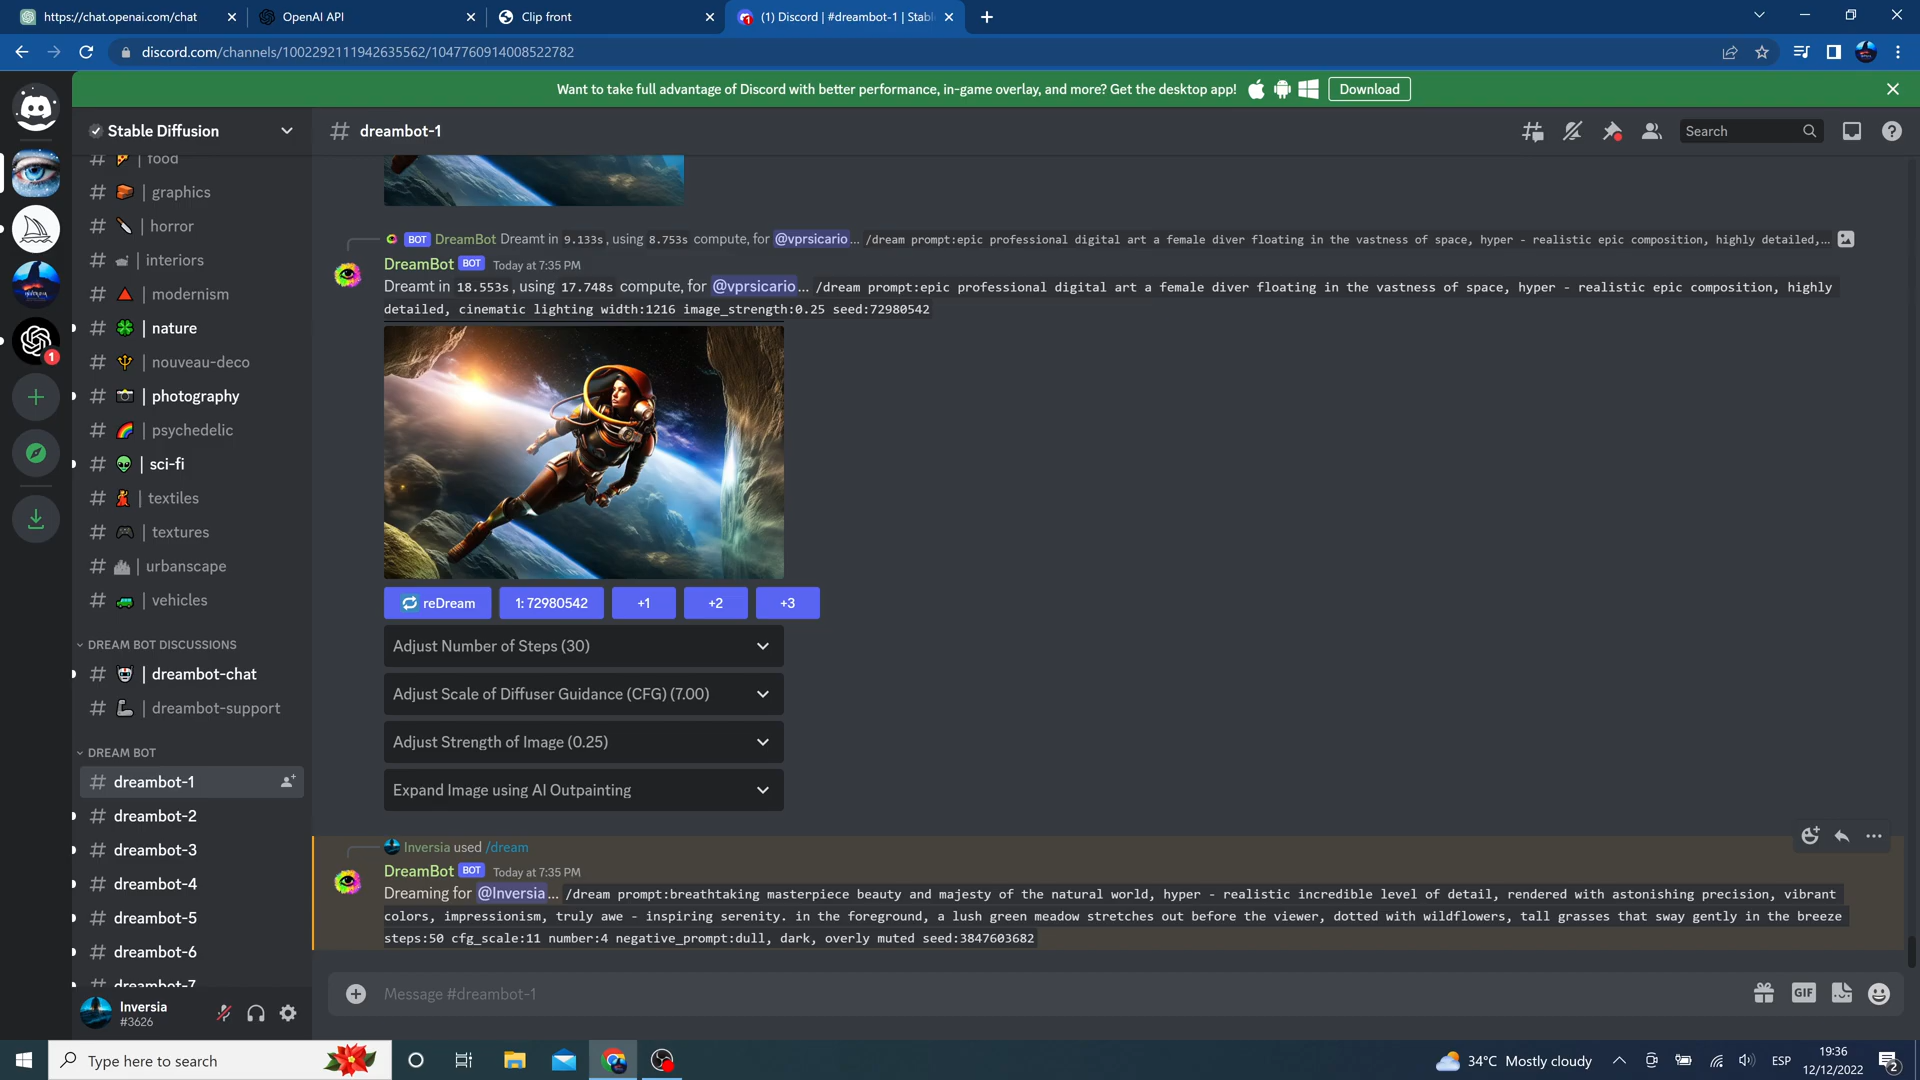 https://chat.openai.com/chat
OpenAI API
Clip front
(1) Discord | #dreambot-1 | Stabl
discord.com/channels/1002292111942635562/1047760914008522782
Want to take full advantage of Discord with better performance, in-game overlay, and more? Get the desktop app!
Download
Stable Diffusion
dreambot-1
Search
food
graphics
horror
interiors
modernism
nature
nouveau-deco
photography
psychedelic
sci-fi
textiles
textures
urbanscape
vehicles
DREAM BOT DISCUSSIONS
dreambot-chat
dreambot-support
DREAM BOT
dreambot-1
dreambot-2
dreambot-3
dreambot-4
dreambot-5
dreambot-6
dreambot-7
Inversia
#3626
BOT DreamBot Dreamt in 9.133s, using 8.753s compute, for @vprsicario... /dream prompt:epic professional digital art a female diver floating in the vastness of space, hyper - realistic epic composition, highly detailed,...
DreamBot BOT Today at 7:35 PM
Dreamt in 18.553s, using 17.748s compute, for @vprsicario... /dream prompt:epic professional digital art a female diver floating in the vastness of space, hyper - realistic epic composition, highly
detailed, cinematic lighting width:1216 image_strength:0.25 seed:72980542
reDream
1: 72980542
+1
+2
+3
Adjust Number of Steps (30)
Adjust Scale of Diffuser Guidance (CFG) (7.00)
Adjust Strength of Image (0.25)
Expand Image using AI Outpainting
Inversia used /dream
DreamBot BOT Today at 7:35 PM
Dreaming for @Inversia... /dream prompt:breathtaking masterpiece beauty and majesty of the natural world, hyper - realistic incredible level of detail, rendered with astonishing precision, vibrant
colors, impressionism, truly awe - inspiring serenity. in the foreground, a lush green meadow stretches out before the viewer, dotted with wildflowers, tall grasses that sway gently in the breeze
steps:50 cfg_scale:11 number:4 negative_prompt:dull, dark, overly muted seed:3847603682
Message #dreambot-1
GIF
Type here to search
34°C Mostly cloudy
ESP
19:36
12/12/2022
2
1